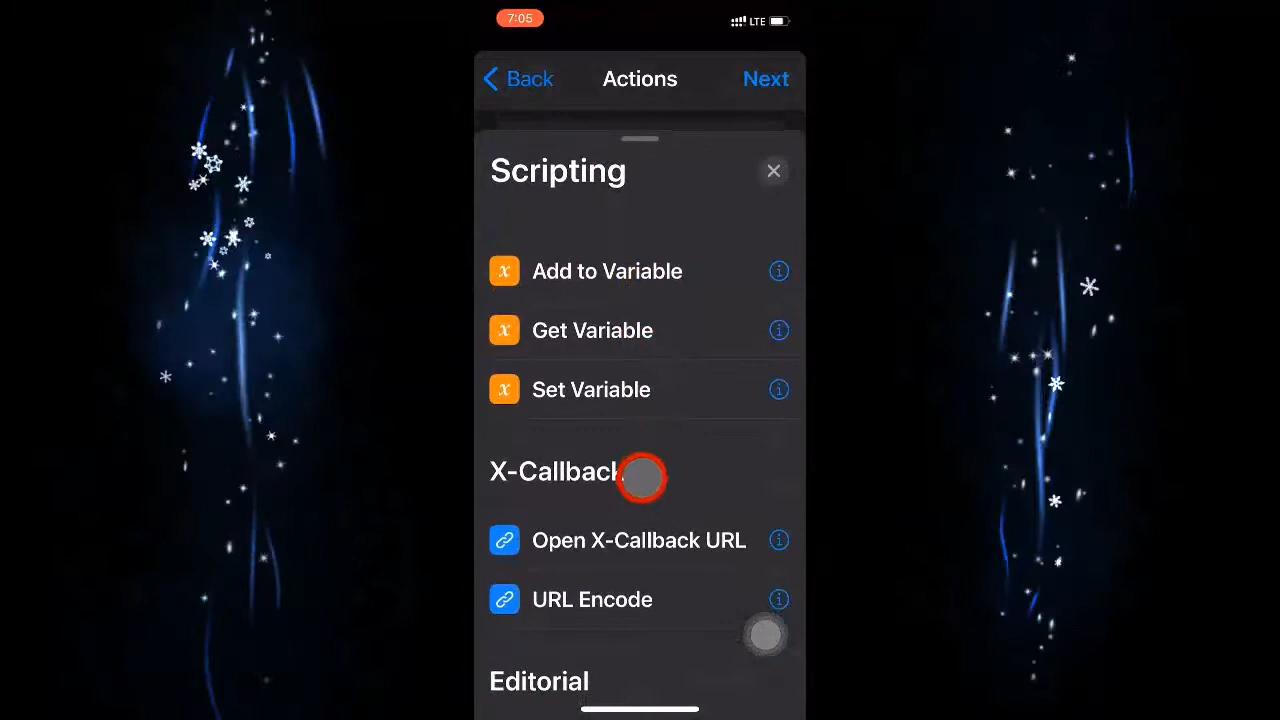 7:05
LTE
Back
Actions
Next
Scripting
x Add to Variable
x Get Variable
x Set Variable
X-Callback
Open X-Callback URL
URL Encode
Editorial